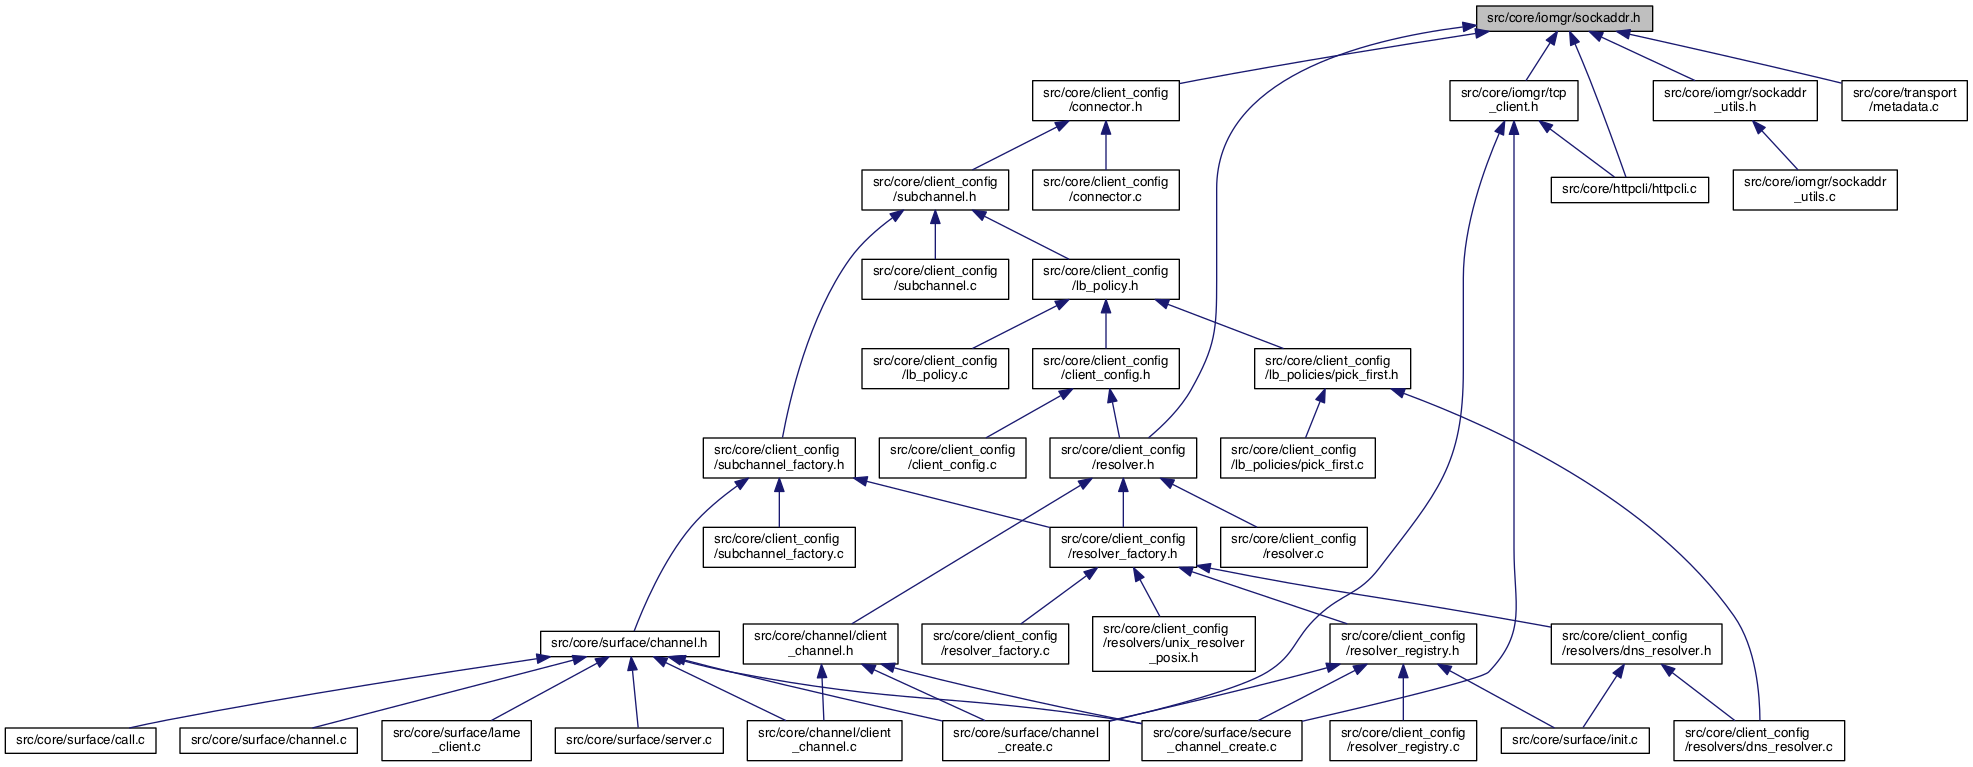 src/core/iomgr/sockaddr.h
src/core/client_config
/connector.h
src/core/iomgr/tcp
_client.h
src/core/iomgr/sockaddr
_utils.h
src/core/transport
/metadata.c
src/core/client_config
/subchannel.h
src/core/client_config
/connector.c
src/core/httpcli/httpcli.c
src/core/iomgr/sockaddr
_utils.c
src/core/client_config
/subchannel.c
src/core/client_config
/lb_policy.h
src/core/client_config
/lb_policy.c
src/core/client_config
/client_config.h
src/core/client_config
/lb_policies/pick_first.h
src/core/client_config
/subchannel_factory.h
src/core/client_config
/client_config.c
src/core/client_config
/resolver.h
src/core/client_config
/lb_policies/pick_first.c
src/core/client_config
/subchannel_factory.c
src/core/client_config
/resolver_factory.h
src/core/client_config
/resolver.c
src/core/surface/channel.h
src/core/channel/client
_channel.h
src/core/client_config
/resolver_factory.c
src/core/client_config
/resolvers/unix_resolver
_posix.h
src/core/client_config
/resolver_registry.h
src/core/client_config
/resolvers/dns_resolver.h
src/core/surface/call.c
src/core/surface/channel.c
src/core/surface/lame
_client.c
src/core/surface/server.c
src/core/channel/client
_channel.c
src/core/surface/channel
_create.c
src/core/surface/secure
_channel_create.c
src/core/client_config
/resolver_registry.c
src/core/surface/init.c
src/core/client_config
/resolvers/dns_resolver.c